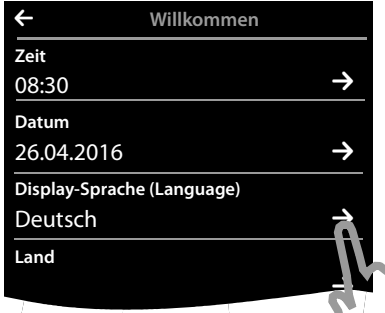 Willkommen
Zeit
08:30
Datum
26.04.2016
Display-Sprache (Language)
Deutsch
Land